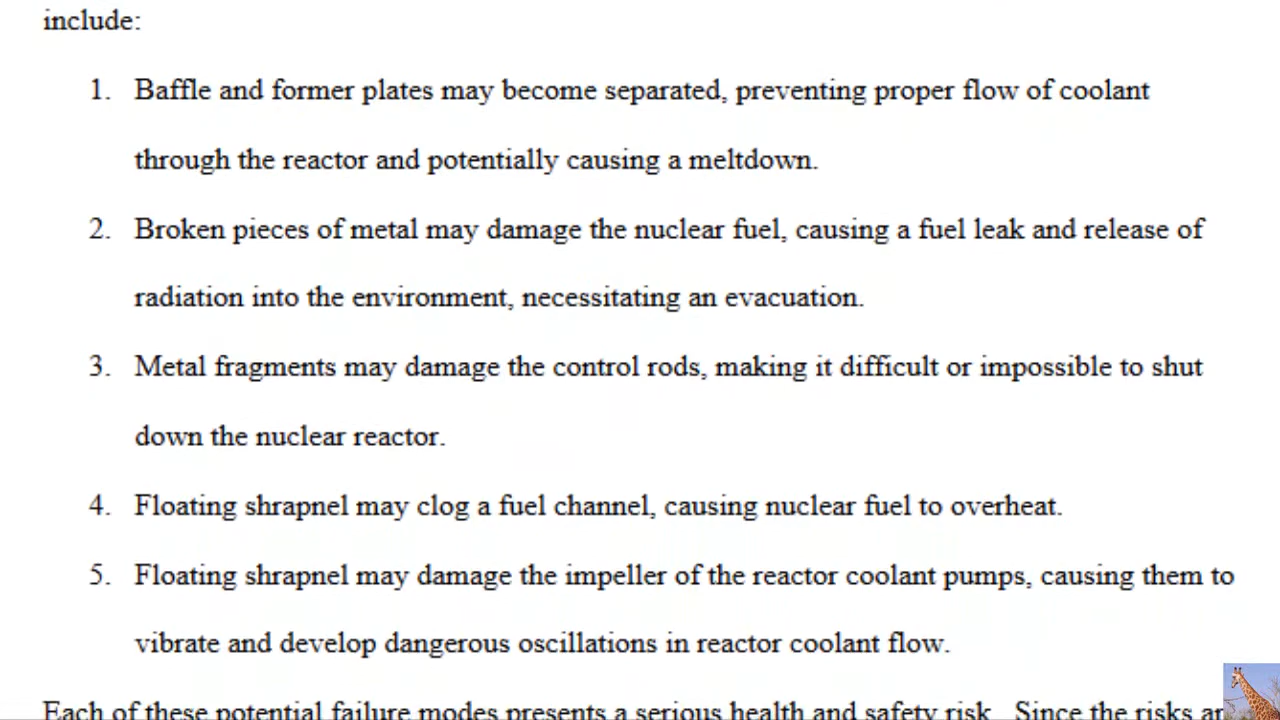 include:
1. Baffle and former plates may become separated, preventing proper flow of coolant
through the reactor and potentially causing a meltdown.
2. Broken pieces of metal may damage the nuclear fuel, causing a fuel leak and release of
radiation into the environment, necessitating an evacuation.
3. Metal fragments may damage the control rods, making it difficult or impossible to shut
down the nuclear reactor.
4. Floating shrapnel may clog a fuel channel, causing nuclear fuel to overheat.
5. Floating shrapnel may damage the impeller of the reactor coolant pumps, causing them to
vibrate and develop dangerous oscillations in reactor coolant flow.
Each of these potential failure modes presents a serious health and safety risk. Since the risks